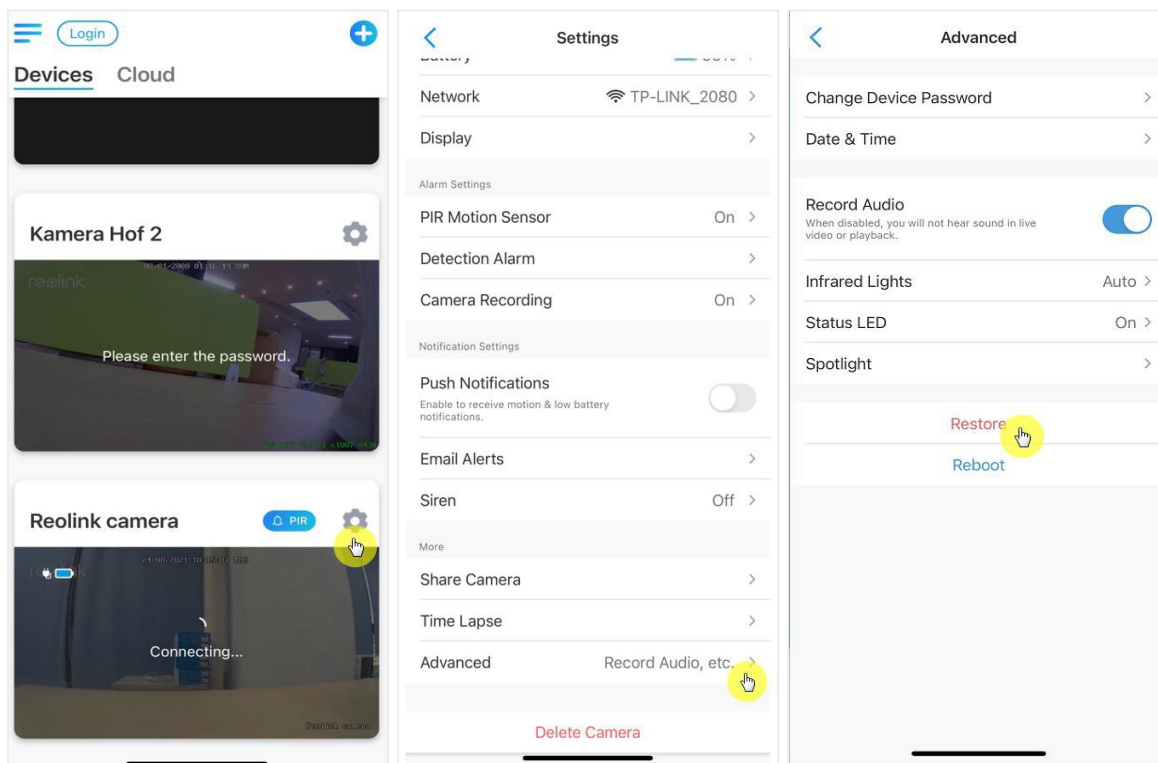 Login
Devices Cloud
Kamera Hof 2
reolink
Please enter the password.
Reolink camera
PIR
Connecting...
Reolink camera
Settings
Battery
Network TP-LINK_2080
Display
Alarm Settings
PIR Motion Sensor On
Detection Alarm
Camera Recording On
Notification Settings
Push Notifications
Enable to receive motion & low battery
notifications.
Email Alerts
Siren Off
More
Share Camera
Time Lapse
Advanced Record Audio, etc.
Delete Camera
Advanced
Change Device Password
Date & Time
Record Audio
When disabled, you will not hear sound in live
video or playback.
Infrared Lights Auto
Status LED On
Spotlight
Restore
Reboot